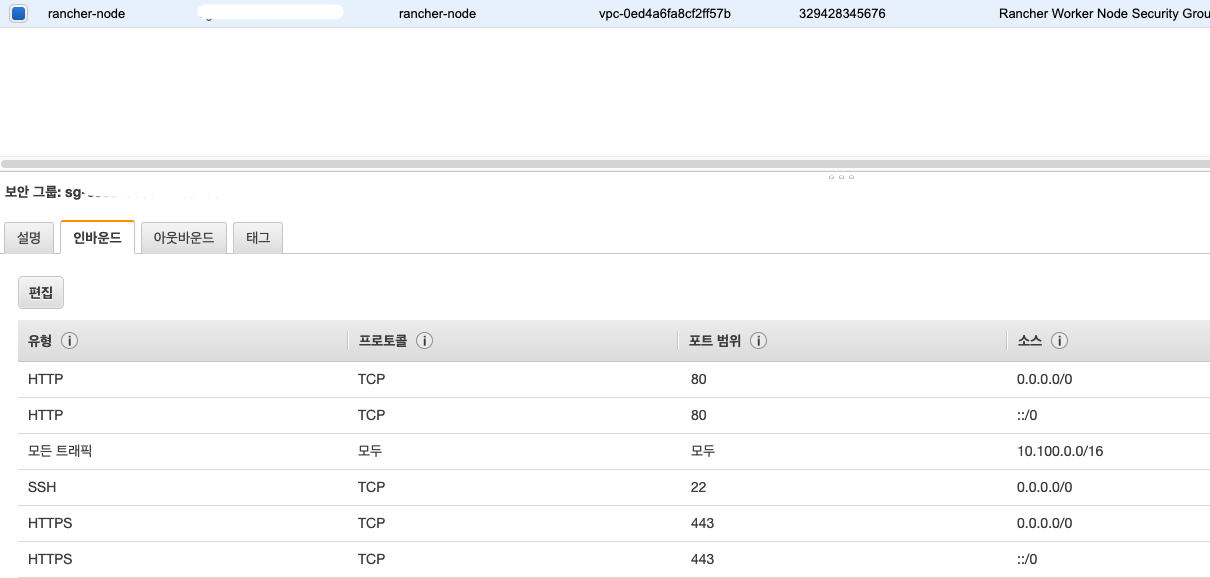 rancher-node rancher-node vpc-0ed4a6fa8cf2ff57b 329428345676 Rancher Worker Node Security Grou
보안 그룹: sg-
설명 인바운드 아웃바운드 태그
편집
유형 프로토콜 포트 범위 소스
HTTP TCP 80 0.0.0.0/0
HTTP TCP 80 ::/0
모든 트래픽 모두 모두 10.100.0.0/16
SSH TCP 22 0.0.0.0/0
HTTPS TCP 443 0.0.0.0/0
HTTPS TCP 443 ::/0